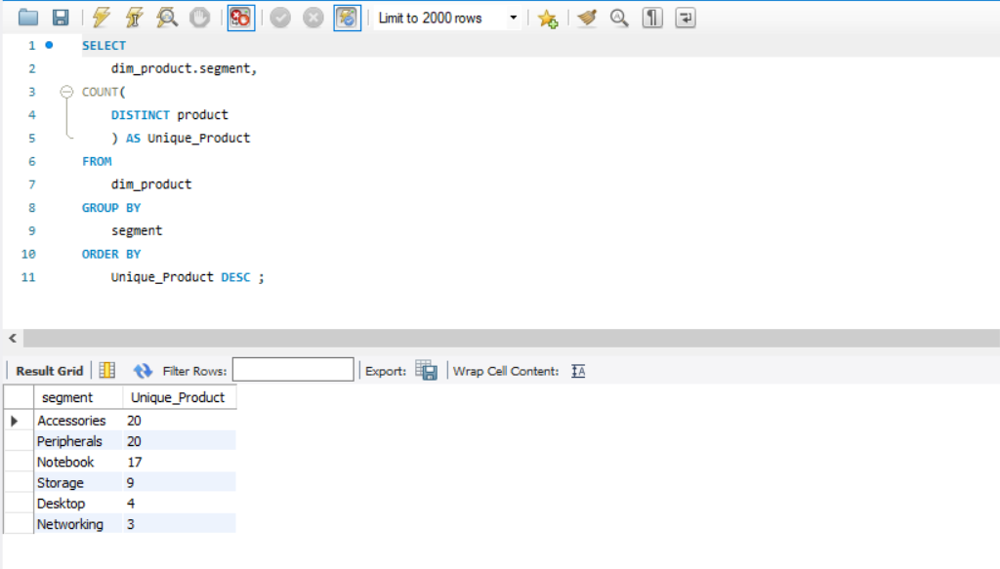 Limit to 2000 rows
1 SELECT
2 dim_product.segment,
3 COUNT(
4 DISTINCT product
5 ) AS Unique_Product
6 FROM
7 dim_product
8 GROUP BY
9 segment
10 ORDER BY
11 Unique_Product DESC ;
Result Grid Filter Rows: Export: Wrap Cell Content:
segment Unique_Product
Accessories 20
Peripherals 20
Notebook 17
Storage 9
Desktop 4
Networking 3